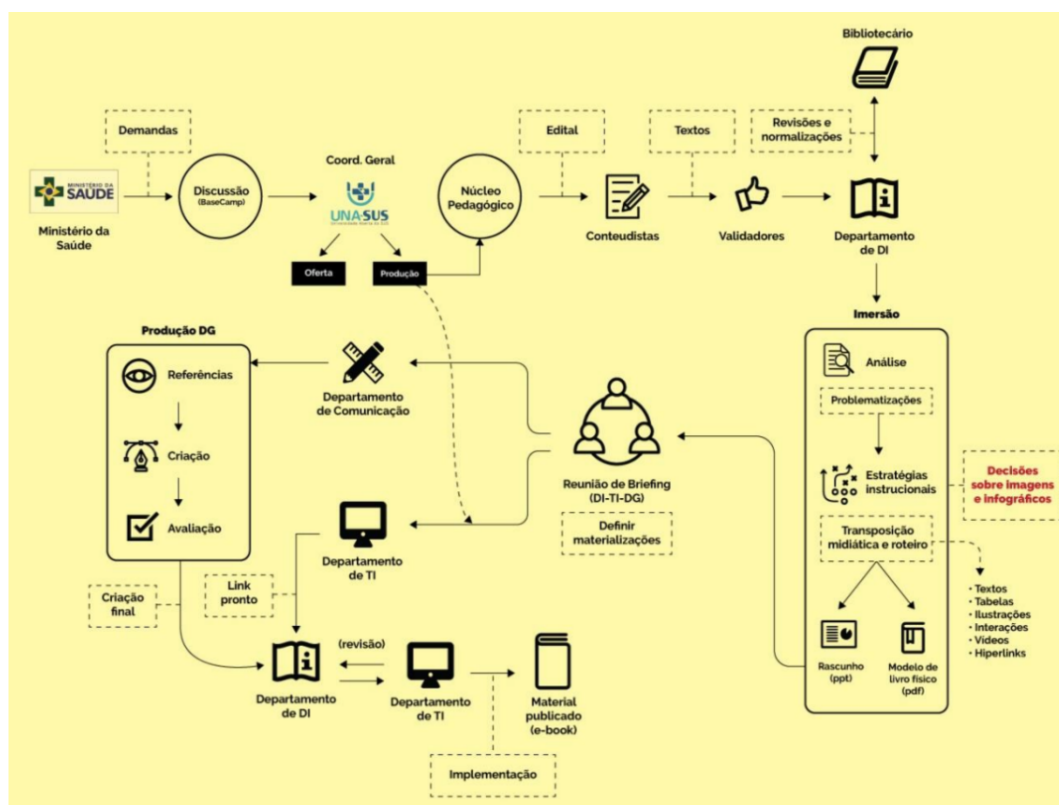 Bibliotecário
Demandas
Edital
Textos
Revisões e
normalizações
Coord. Geral
MINISTÉRIO DA
SAÚDE
Discussão
(BaseCamp)
UNA-SUS
Núcleo
Pedagógico
Ministério da
Saúde
Conteudistas
Validadores
Departamento
de DI
Oferta
Produção
Imersão
Produção DG
Referências
Criação
Avaliação
Departamento
de Comunicação
Análise
Problematizações
Estratégias
instrucionais
Decisões
sobre imagens
e infográficos
Reunião de Briefing
(DI-TI-DG)
Definir
materializações
Transposição
midiática e roteiro
Departamento
de TI
Criação
final
Link
pronto
• Textos
• Tabelas
• Ilustrações
• Interações
• Vídeos
• Hiperlinks
Rascunho
(ppt)
Modelo de
livro físico
(pdf)
(revisão)
Departamento
de DI
Departamento
de TI
Material
publicado
(e-book)
Implementação